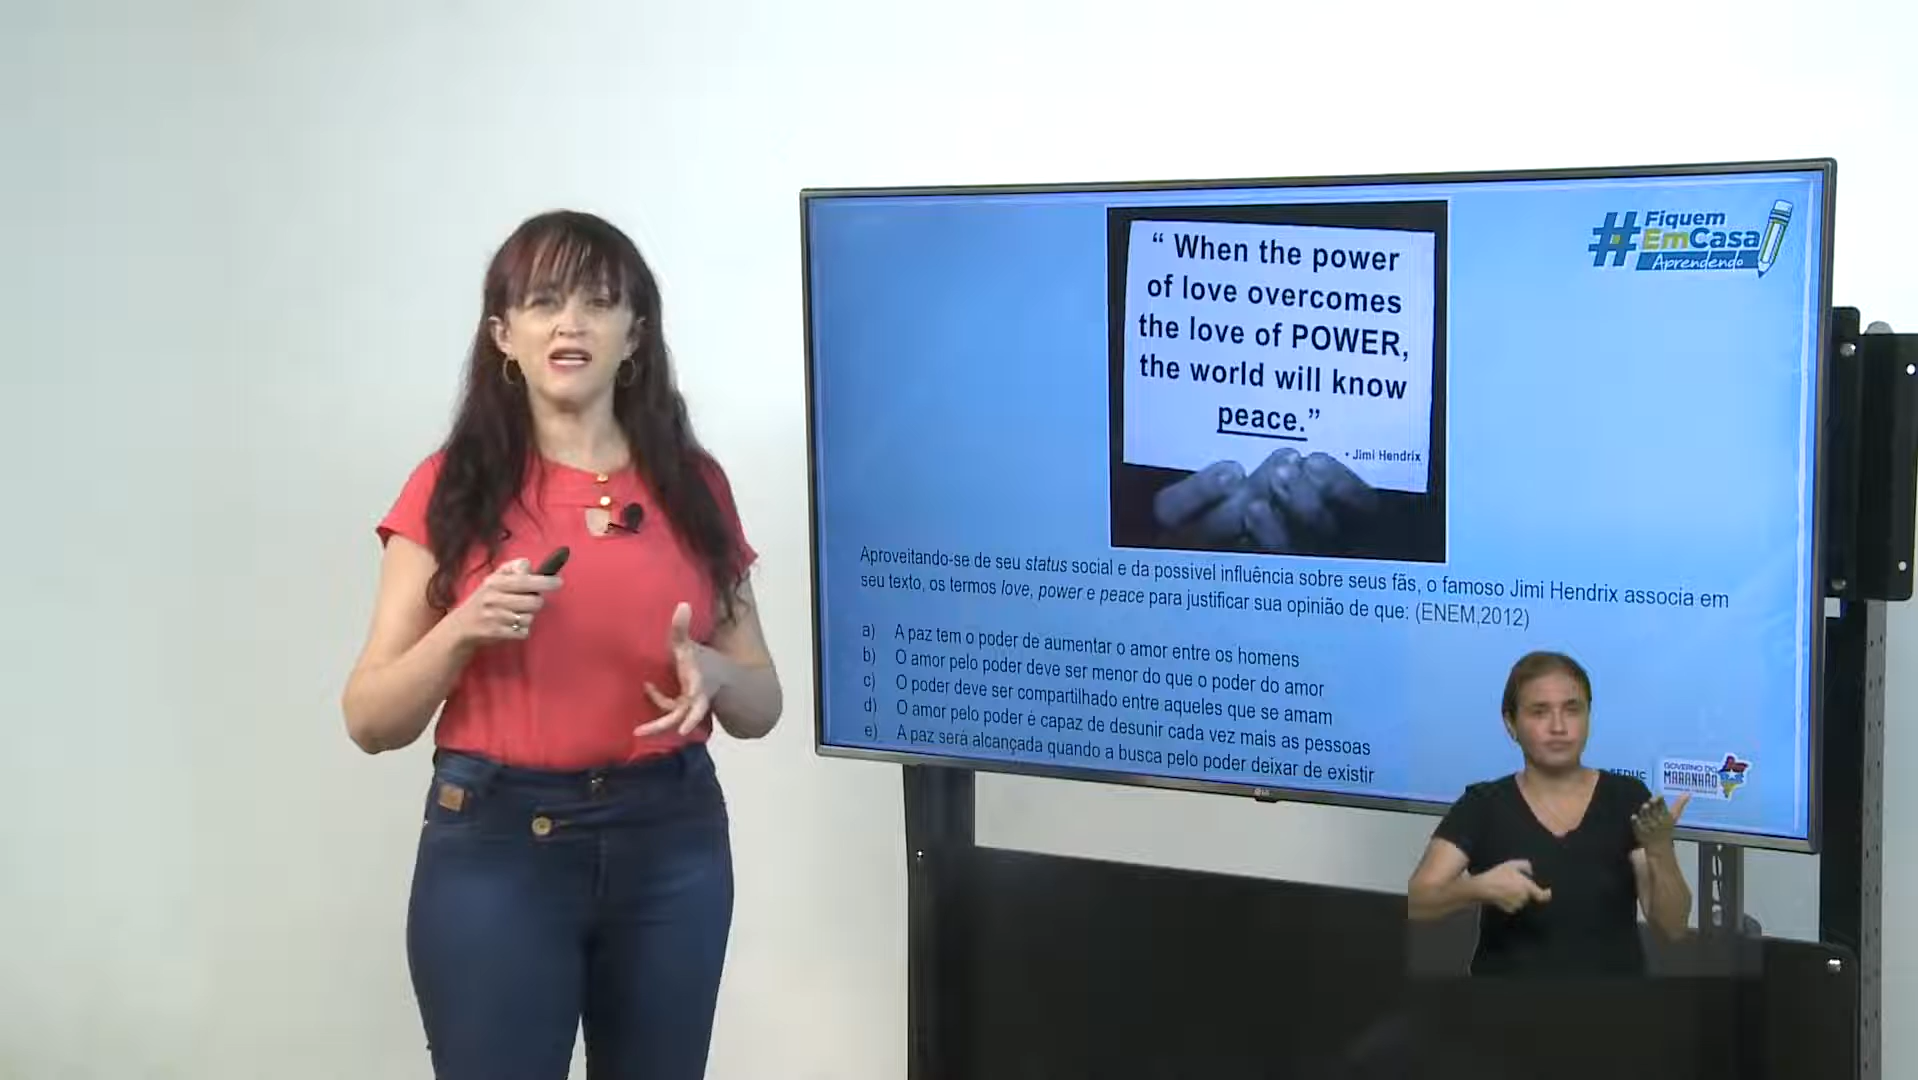 “ When the power
of love overcomes
the love of POWER,
the world will know
peace.”
• Jimi Hendrix
#Fiquem
EmCasa
Aprendendo
Aproveitando-se de seu status social e da possivel influência sobre seus fãs, o famoso Jimi Hendrix associa em
seu texto, os termos love, power e peace para justificar sua opinião de que: (ENEM,2012)
a) A paz tem o poder de aumentar o amor entre os homens
b) O amor pelo poder deve ser menor do que o poder do amor
c) O poder deve ser compartilhado entre aqueles que se amam
d) O amor pelo poder é capaz de desunir cada vez mais as pessoas
e) A paz será alcançada quando a busca pelo poder deixar de existir
SEDUC
GOVERNO DO
MARANHÃO
LG